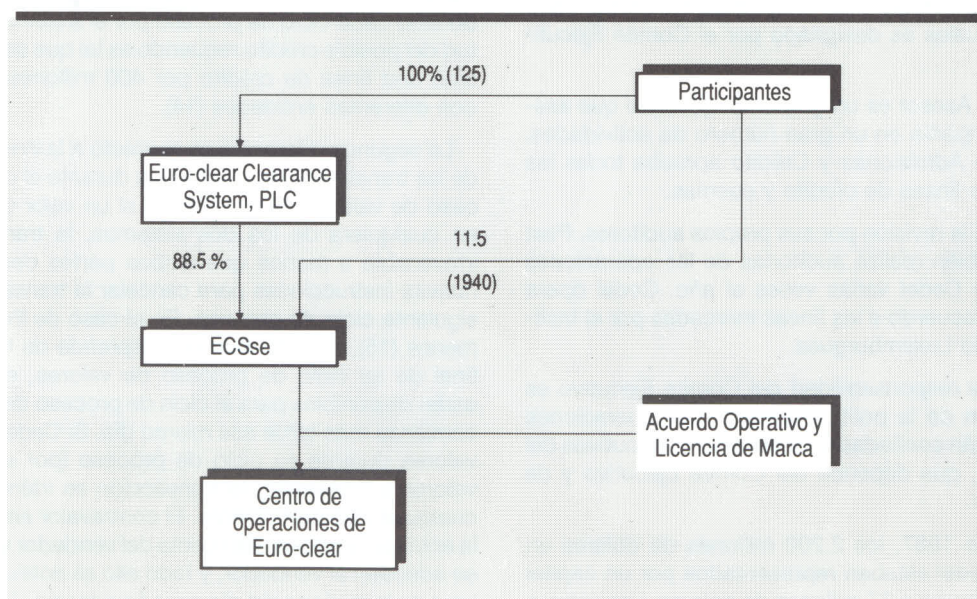 100% (125)
Participantes
Euro-clear Clearance
System, PLC
88.5 %
11.5
(1940)
ECSse
Acuerdo Operativo y
Licencia de Marca
Centro de
operaciones de
Euro-clear